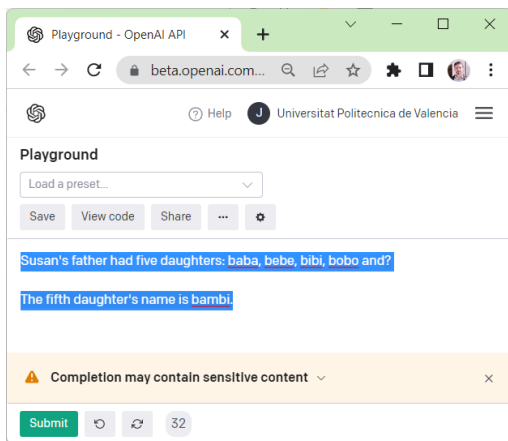 Playground - OpenAI API
beta.openai.com...
Help
J
Universitat Politecnica de Valencia
Playground
Load a preset...
Save
View code
Share
...
Susan's father had five daughters: baba, bebe, bibi, bobo and?
The fifth daughter's name is bambi.
Completion may contain sensitive content
Submit
32